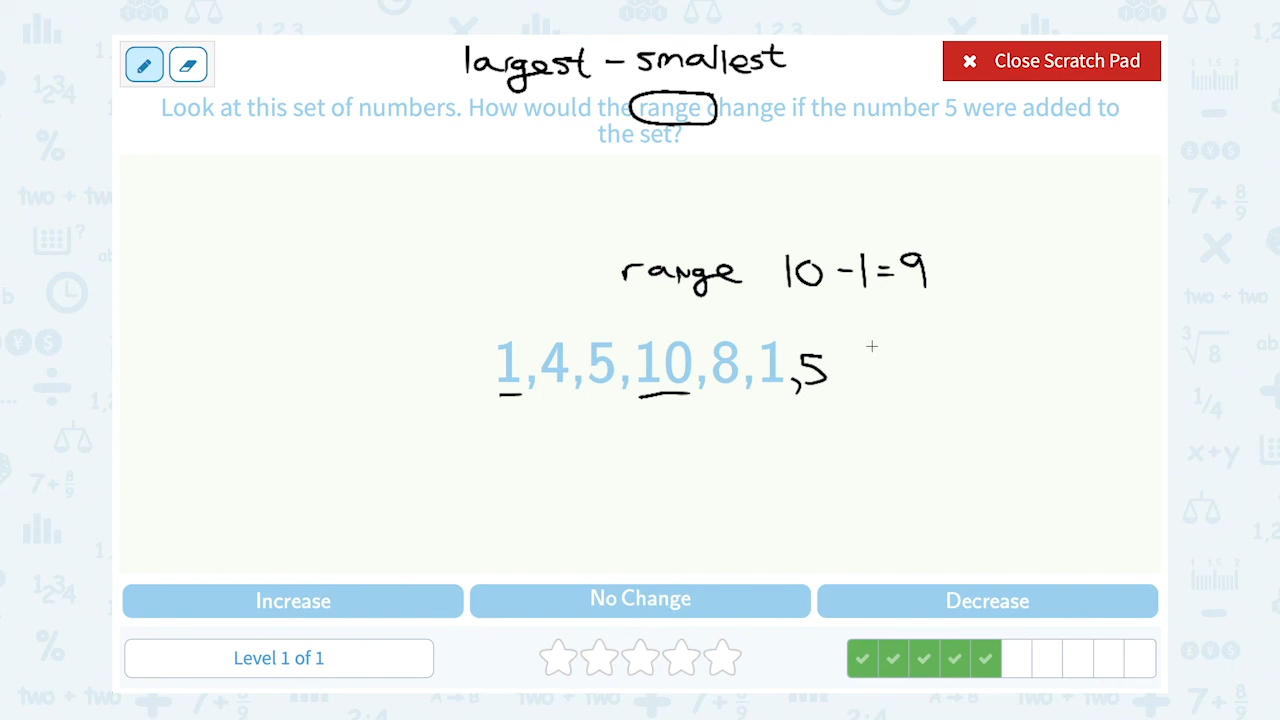 largest - smallest
✖ Close Scratch Pad
Look at this set of numbers. How would the range change if the number 5 were added to
the set?
range 10 - 1 = 9
1,4,5,10,8,1,5
Increase
No Change
Decrease
Level 1 of 1